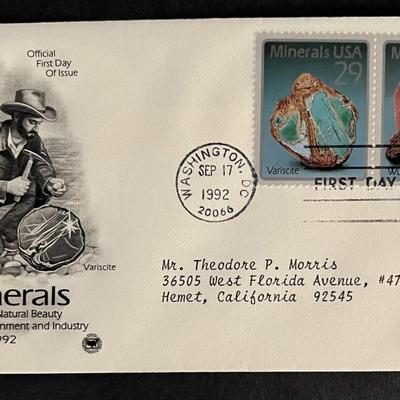 Official
First Day
Of Issue
Variscite
nerals
Natural Beauty
nment and Industry
992
WASHINGTON, DC
SEP 17
1992
20066
Minerals USA
29
Variscite
M
Wu
FIRST DAY
Mr. Theodore P. Morris
36505 West Florida Avenue, #47
Hemet, California 92545